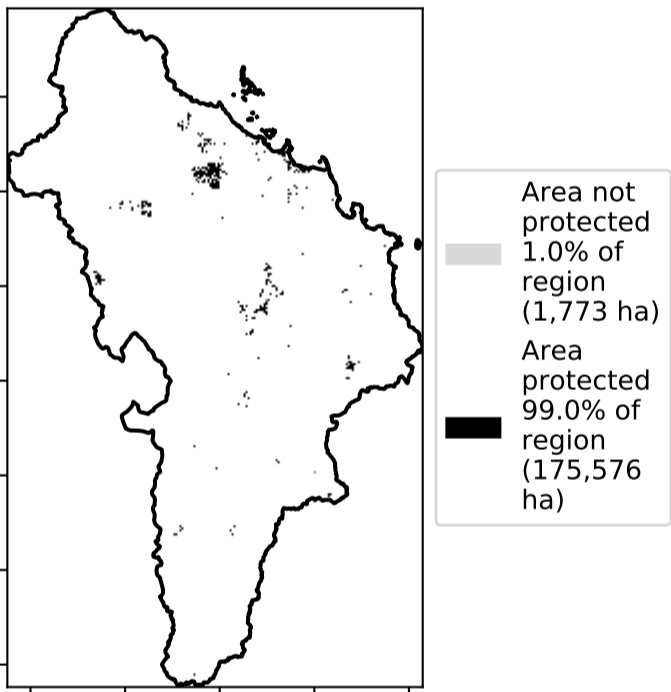 Area not
protected
1.0% of
region
(1,773 ha)
Area
protected
99.0% of
region
(175,576
ha)